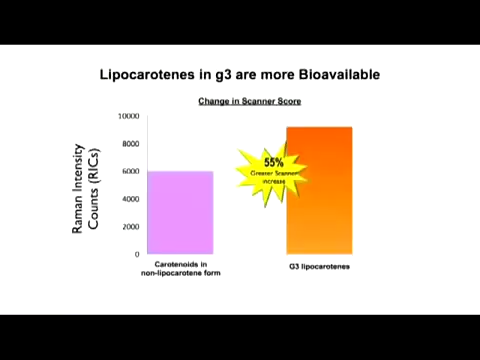 Lipocarotenes in g3 are more Bioavailable
Change in Scanner Score
Raman Intensity
Counts (RICs)
10000
8000
6000
4000
2000
0
55%
Greater Scanner
increase
Carotenoids in
non-lipocarotene form
G3 lipocarotenes